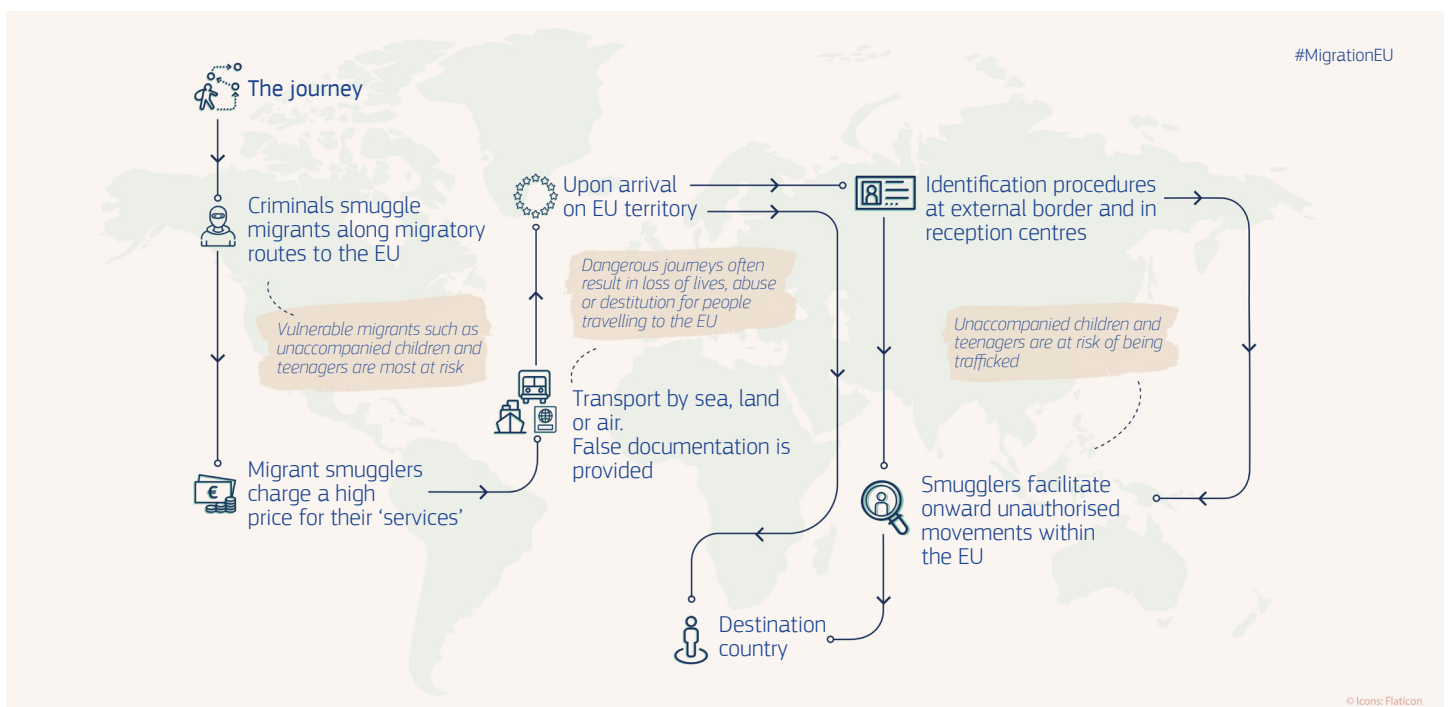 #MigrationEU
The journey
Criminals smuggle
migrants along migratory
routes to the EU
Vulnerable migrants such as
unaccompanied children and
teenagers are most at risk
Migrant smugglers
charge a high
price for their ‘services’
€
Transport by sea, land
or air.
False documentation is
provided
Dangerous journeys often
result in loss of lives, abuse
or destitution for people
travelling to the EU
Upon arrival
on EU territory
Identification procedures
at external border and in
reception centres
Unaccompanied children and
teenagers are at risk of being
trafficked
Smugglers facilitate
onward unauthorised
movements within
the EU
Destination
country
© Icons: Flaticon